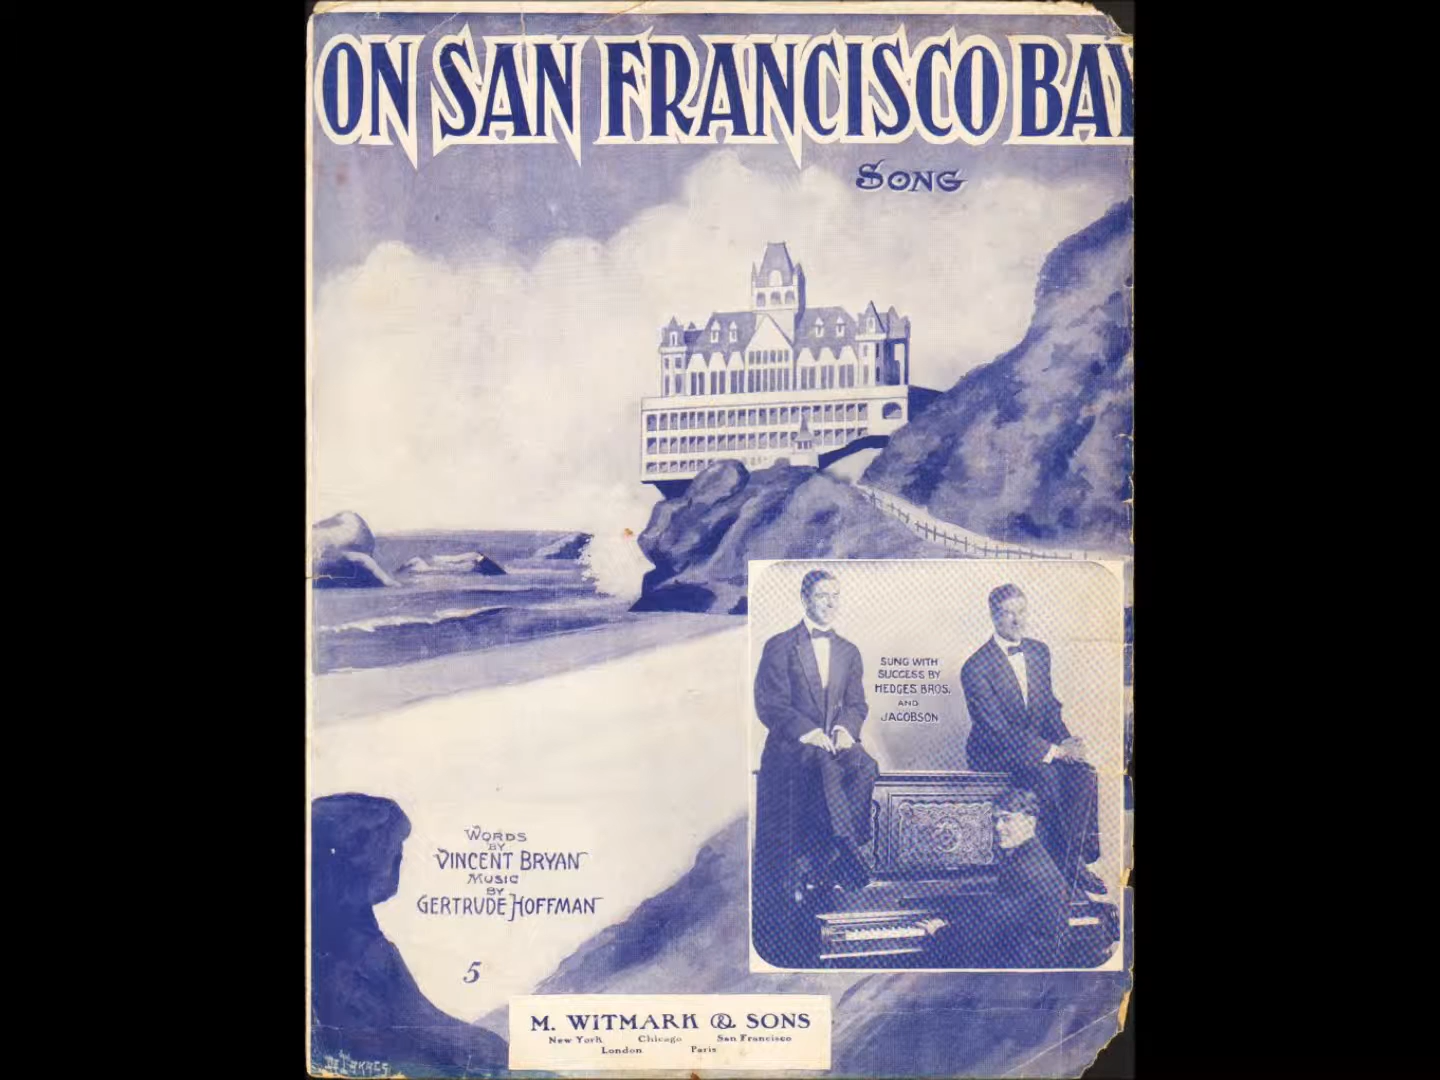 ON SAN FRANCISCO BAY
SONG
SUNG WITH
SUCCESS BY
HEDGES BROS.
AND
JACOBSON
WORDS
BY
VINCENT BRYAN
MUSIC
BY
GERTRUDE HOFFMAN
5
M. WITMARK & SONS
New York Chicago San Francisco
London Paris